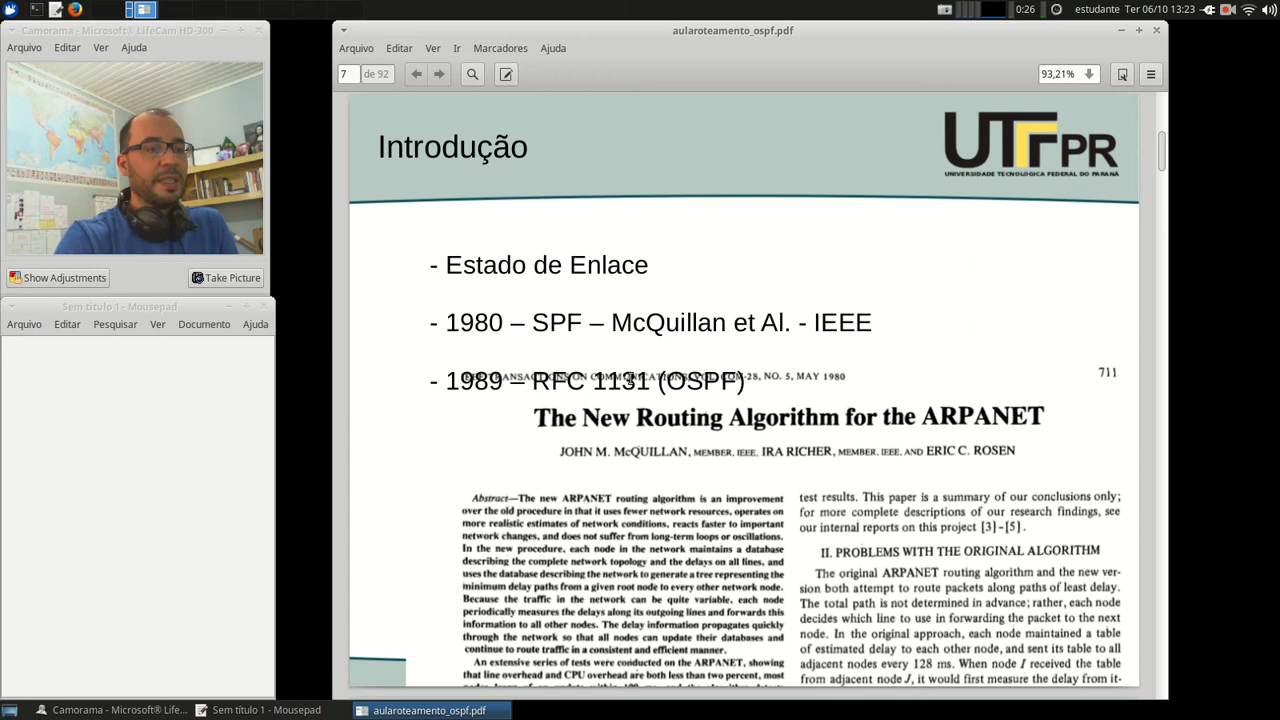 0:26 estudante Ter 06/10 13:23
Camorama - Microsoft® LifeCam HD-300
Arquivo Editar Ver Ajuda
Show Adjustments Take Picture
Sem título 1 - Mousepad
Arquivo Editar Pesquisar Ver Documento Ajuda
aularoteamento_ospf.pdf
Arquivo Editar Ver Ir Marcadores Ajuda
7 de 92 93,21%
Introdução
UTFPR
UNIVERSIDADE TECNOLÓGICA FEDERAL DO PARANÁ
- Estado de Enlace
- 1980 – SPF – McQuillan et Al. - IEEE
- 1989 – RFC 1131 (OSPF)
TRANSACTIONS ON COMMUNICATIONS, VOL. COM-28, NO. 5, MAY 1980 711
The New Routing Algorithm for the ARPANET
JOHN M. McQUILLAN, MEMBER, IEEE, IRA RICHER, MEMBER, IEEE, AND ERIC C. ROSEN
Abstract—The new ARPANET routing algorithm is an improvement
over the old procedure in that it uses fewer network resources, operates on
more realistic estimates of network conditions, reacts faster to important
network changes, and does not suffer from long-term loops or oscillations.
In the new procedure, each node in the network maintains a database
describing the complete network topology and the delays on all lines, and
uses the database describing the network to generate a tree representing the
minimum delay paths from a given root node to every other network node.
Because the traffic in the network can be quite variable, each node
periodically measures the delays along its outgoing lines and forwards this
information to all other nodes. The delay information propagates quickly
through the network so that all nodes can update their databases and
continue to route traffic in a consistent and efficient manner.
An extensive series of tests were conducted on the ARPANET, showing
that line overhead and CPU overhead are both less than two percent, most
test results. This paper is a summary of our conclusions only;
for more complete descriptions of our research findings, see
our internal reports on this project [3]-[5].
II. PROBLEMS WITH THE ORIGINAL ALGORITHM
The original ARPANET routing algorithm and the new ver-
sion both attempt to route packets along paths of least delay.
The total path is not determined in advance; rather, each node
decides which line to use in forwarding the packet to the next
node. In the original approach, each node maintained a table
of estimated delay to each other node, and sent its table to all
adjacent nodes every 128 ms. When node I received the table
from adjacent node J, it would first measure the delay from it-
Camorama - Microsoft® Life... Sem título 1 - Mousepad aularoteamento_ospf.pdf